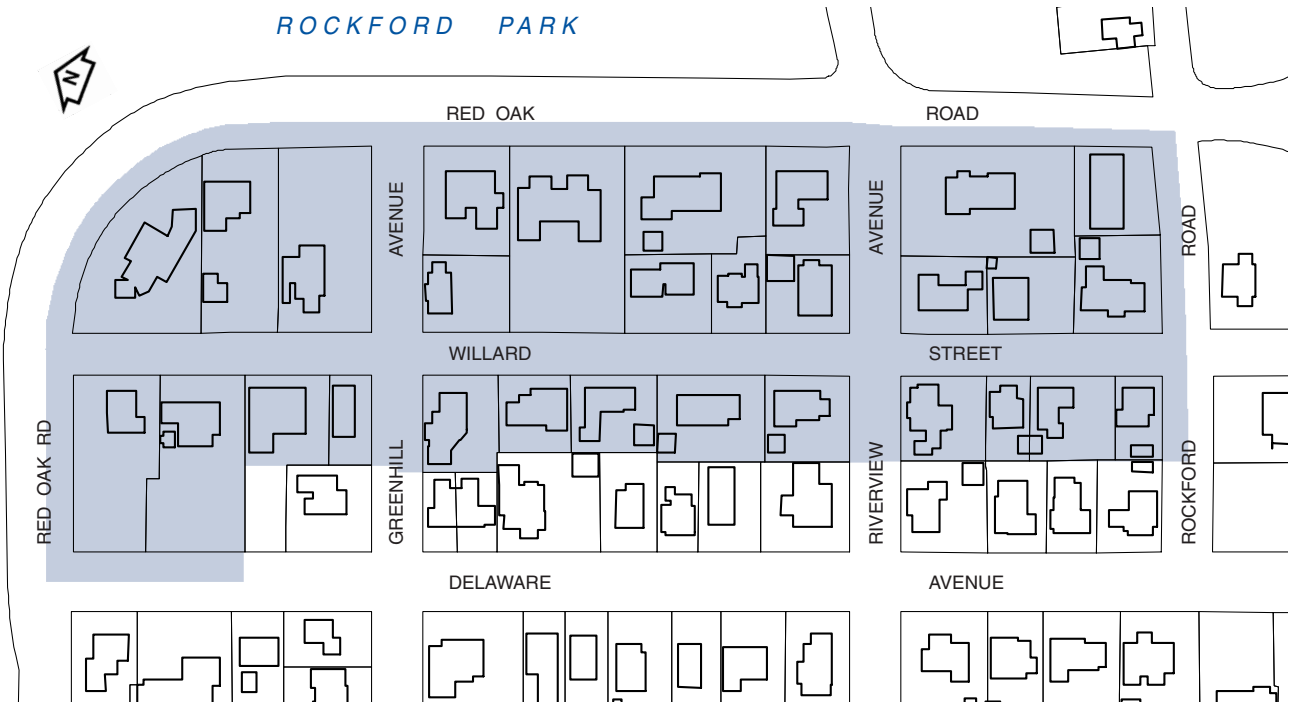 ROCKFORD PARK
N
RED OAK ROAD
AVENUE
AVENUE
ROAD
WILLARD STREET
RED OAK RD
GREENHILL
RIVERVIEW
ROCKFORD
DELAWARE AVENUE